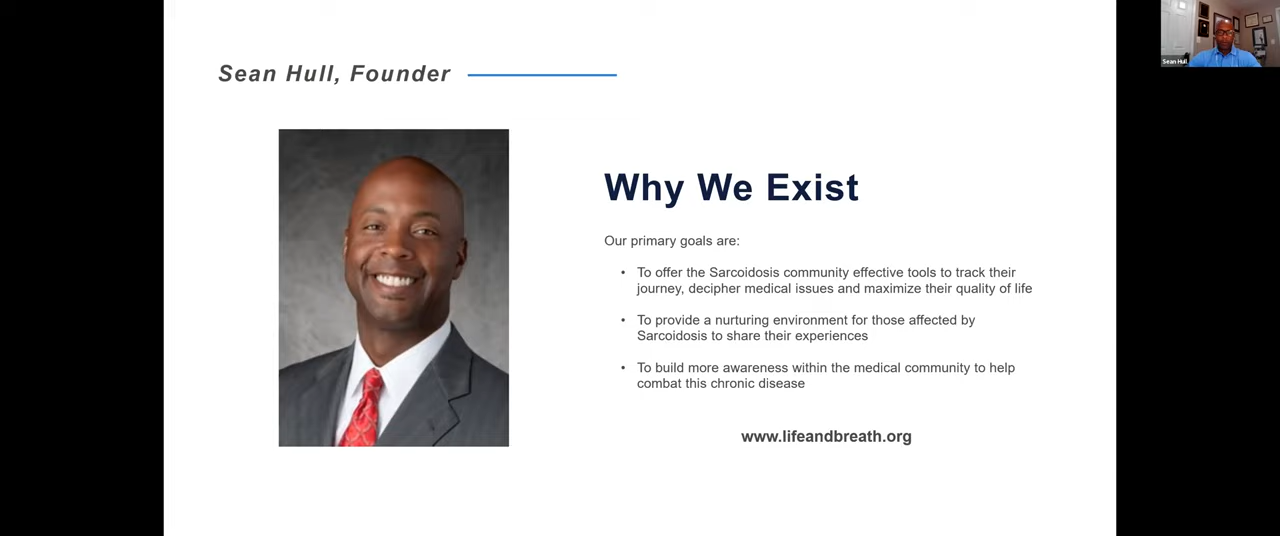 Sean Hull, Founder
Why We Exist
Our primary goals are:
• To offer the Sarcoidosis community effective tools to track their
journey, decipher medical issues and maximize their quality of life
• To provide a nurturing environment for those affected by
Sarcoidosis to share their experiences
• To build more awareness within the medical community to help
combat this chronic disease
www.lifeandbreath.org
Sean Hull